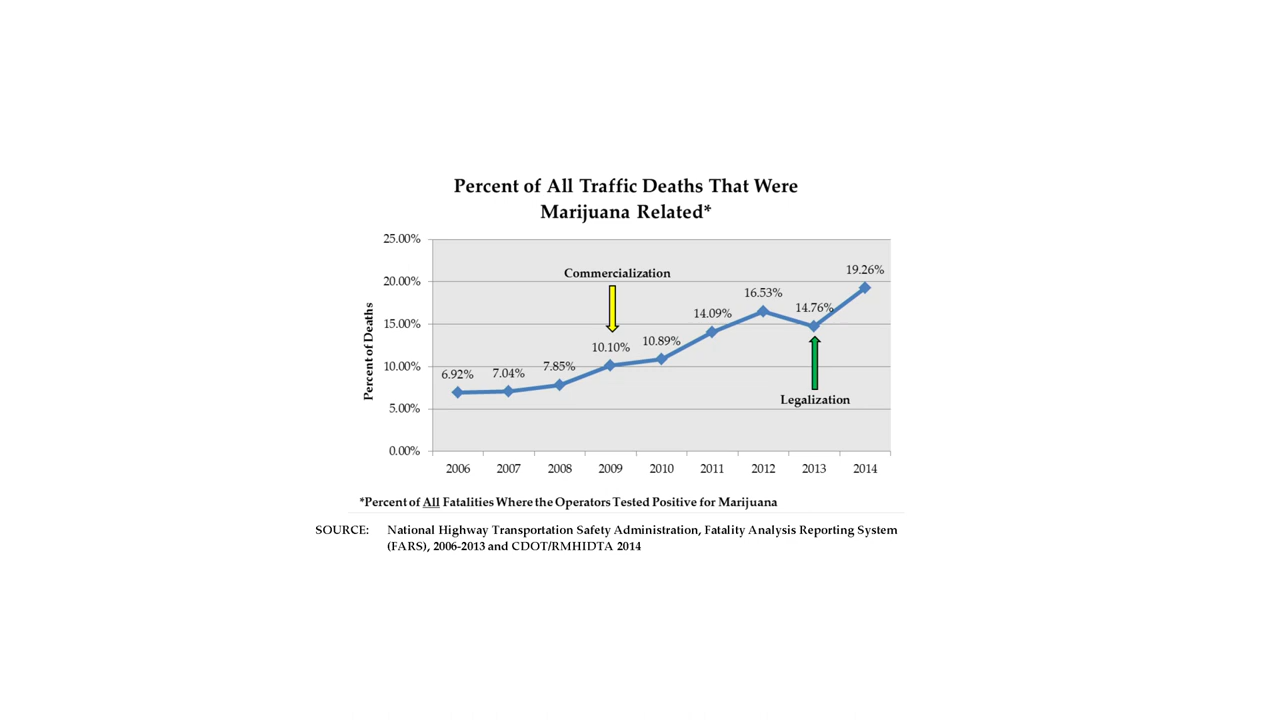 Percent of All Traffic Deaths That Were
Marijuana Related*
25.00%
20.00%
15.00%
10.00%
5.00%
0.00%
Percent of Deaths
Commercialization
6.92%
7.04%
7.85%
10.10%
10.89%
14.09%
16.53%
14.76%
19.26%
Legalization
2006 2007 2008 2009 2010 2011 2012 2013 2014
*Percent of All Fatalities Where the Operators Tested Positive for Marijuana
SOURCE: National Highway Transportation Safety Administration, Fatality Analysis Reporting System
(FARS), 2006-2013 and CDOT/RMHIDTA 2014